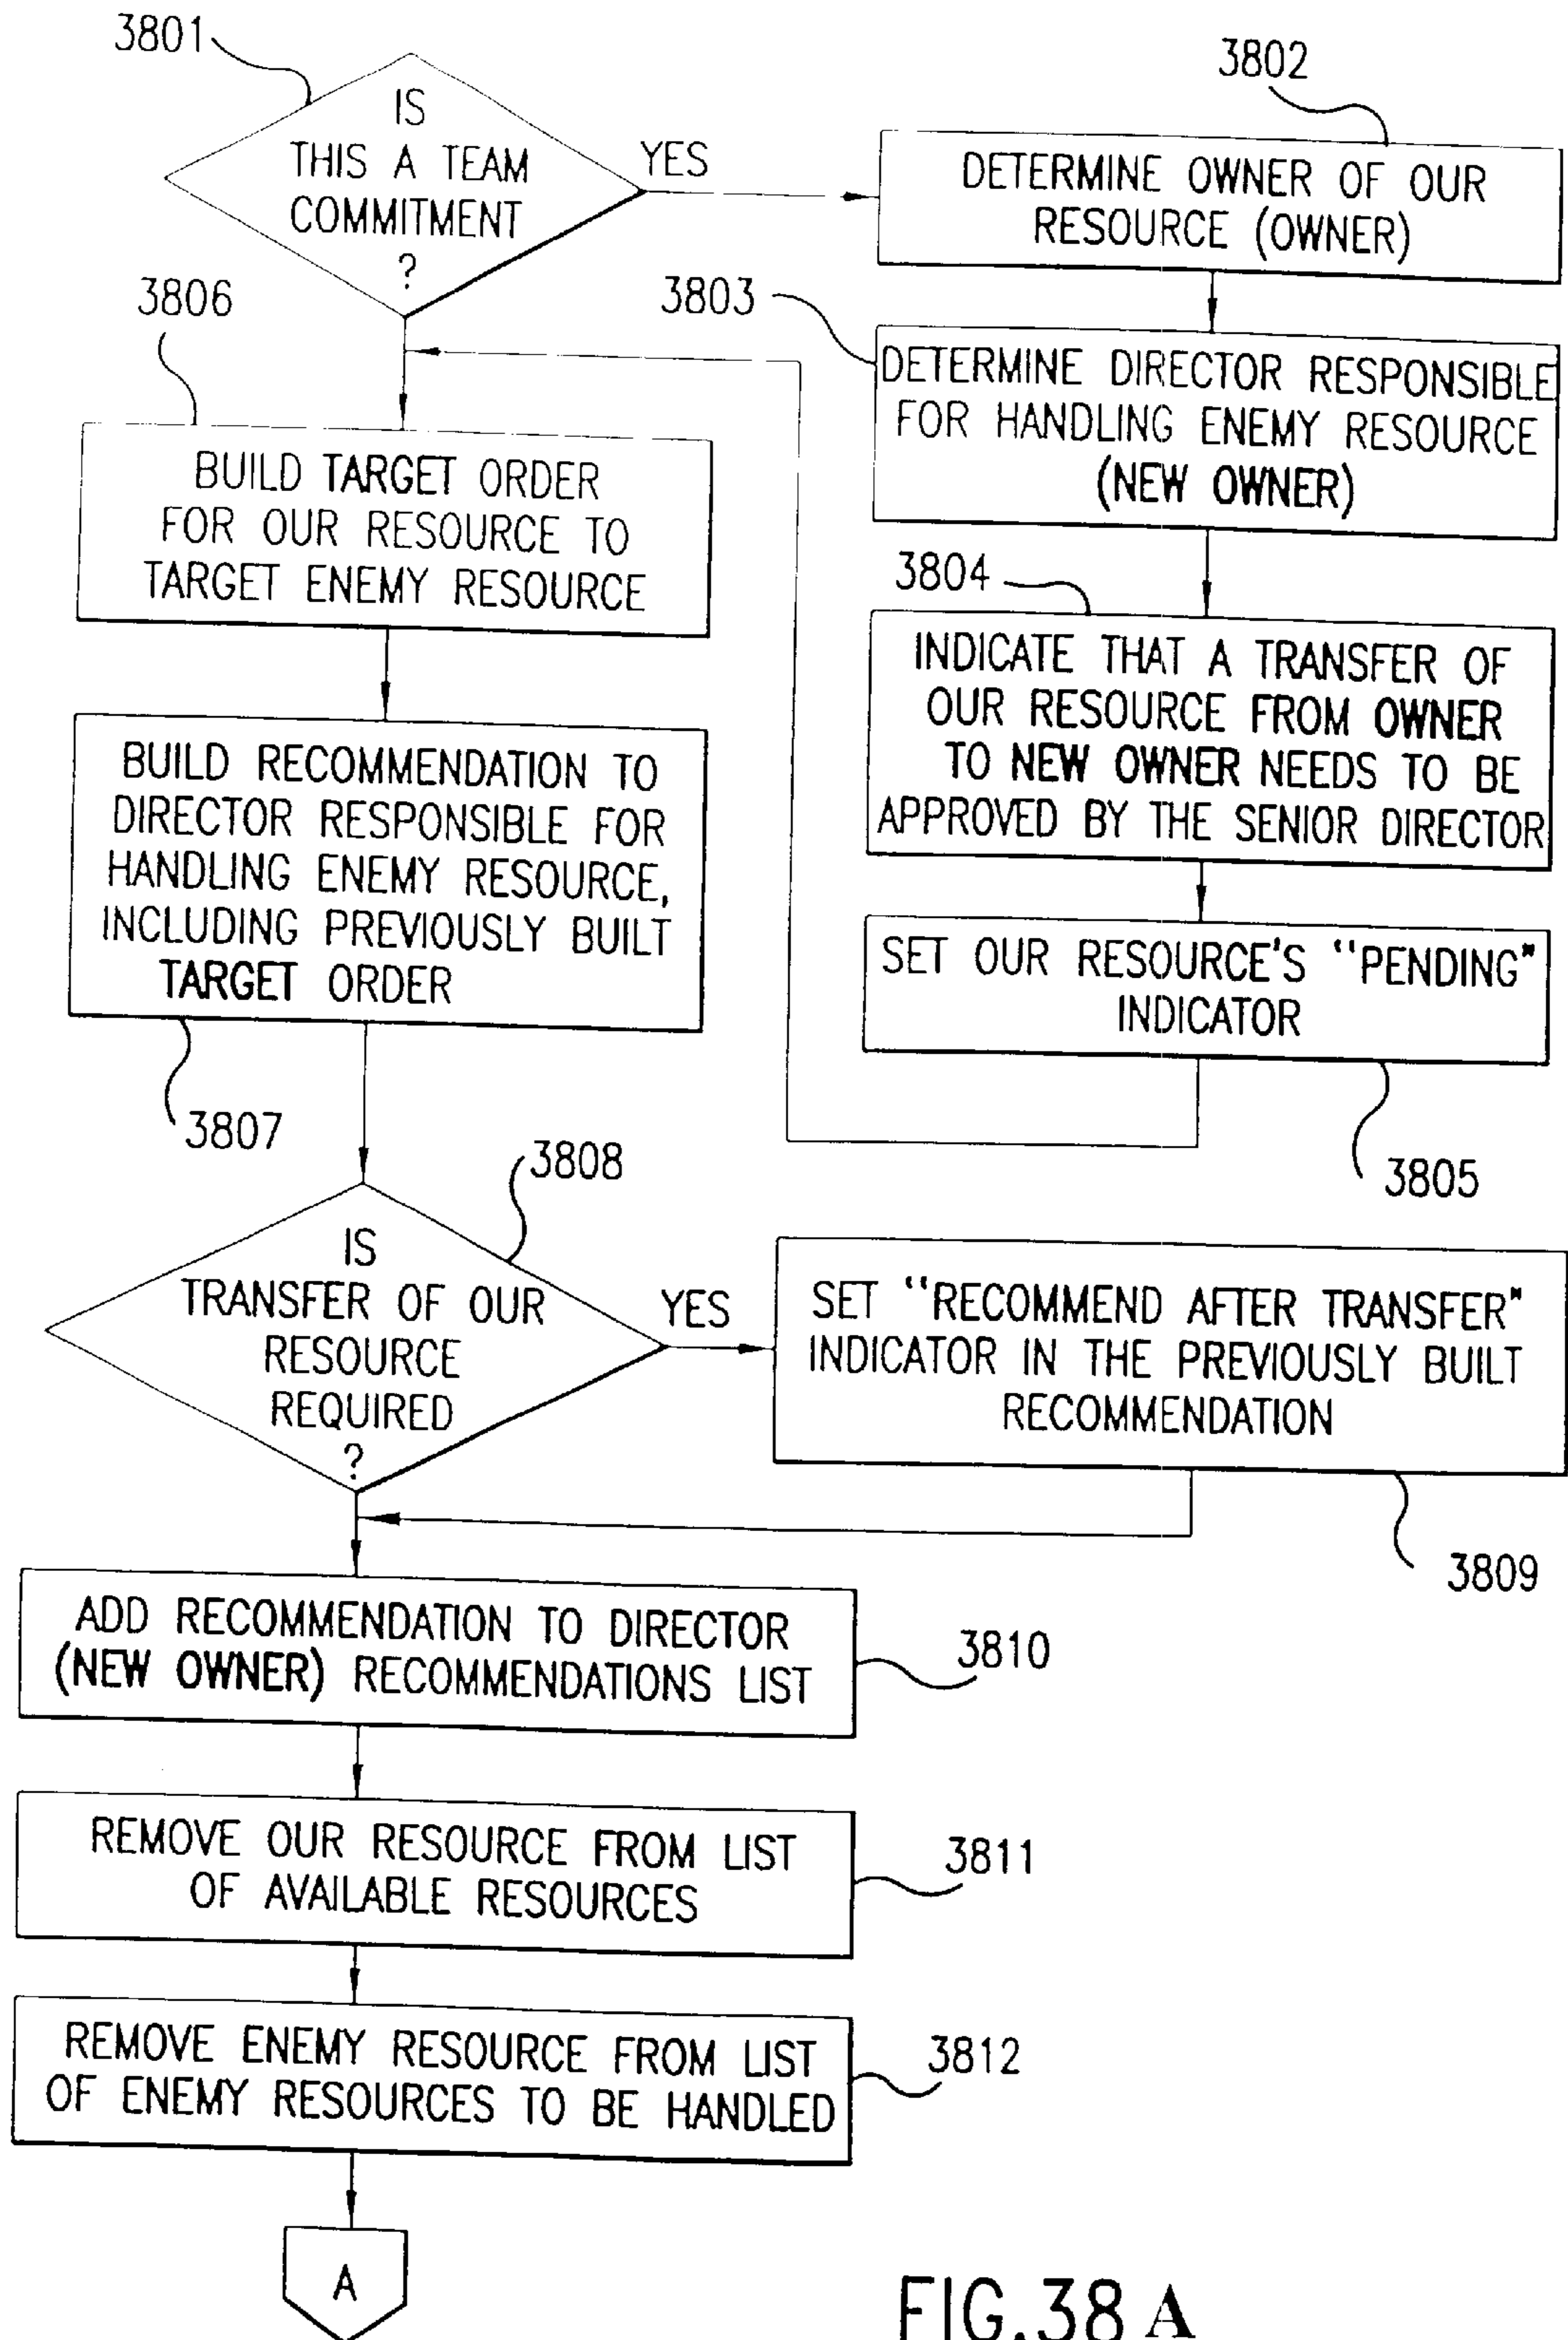 3801
IS
THIS A TEAM
COMMITMENT
?
YES
3802
DETERMINE OWNER OF OUR
RESOURCE (OWNER)
3803
DETERMINE DIRECTOR RESPONSIBLE
FOR HANDLING ENEMY RESOURCE
(NEW OWNER)
3804
INDICATE THAT A TRANSFER OF
OUR RESOURCE FROM OWNER
TO NEW OWNER NEEDS TO BE
APPROVED BY THE SENIOR DIRECTOR
SET OUR RESOURCE'S "PENDING"
INDICATOR
3805
3806
BUILD TARGET ORDER
FOR OUR RESOURCE TO
TARGET ENEMY RESOURCE
BUILD RECOMMENDATION TO
DIRECTOR RESPONSIBLE FOR
HANDLING ENEMY RESOURCE,
INCLUDING PREVIOUSLY BUILT
TARGET ORDER
3807
3808
IS
TRANSFER OF OUR
RESOURCE
REQUIRED
?
YES
SET "RECOMMEND AFTER TRANSFER"
INDICATOR IN THE PREVIOUSLY BUILT
RECOMMENDATION
3809
ADD RECOMMENDATION TO DIRECTOR
(NEW OWNER) RECOMMENDATIONS LIST
3810
REMOVE OUR RESOURCE FROM LIST
OF AVAILABLE RESOURCES
3811
REMOVE ENEMY RESOURCE FROM LIST
OF ENEMY RESOURCES TO BE HANDLED
3812
A
FIG.38 A